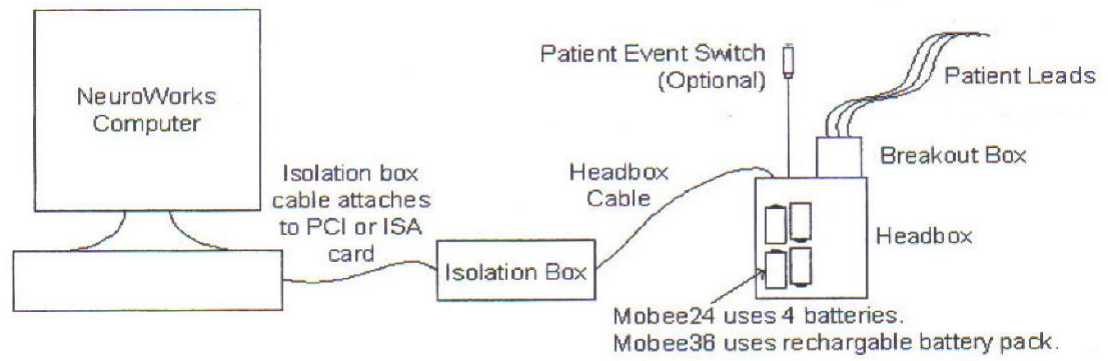 NeuroWorks
Computer
Isolation box
cable attaches
to PCI or ISA
card
Isolation Box
Headbox
Cable
Patient Event Switch
(Optional)
Patient Leads
Breakout Box
Headbox
Mobee24 uses 4 batteries.
Mobee36 uses rechargable battery pack.